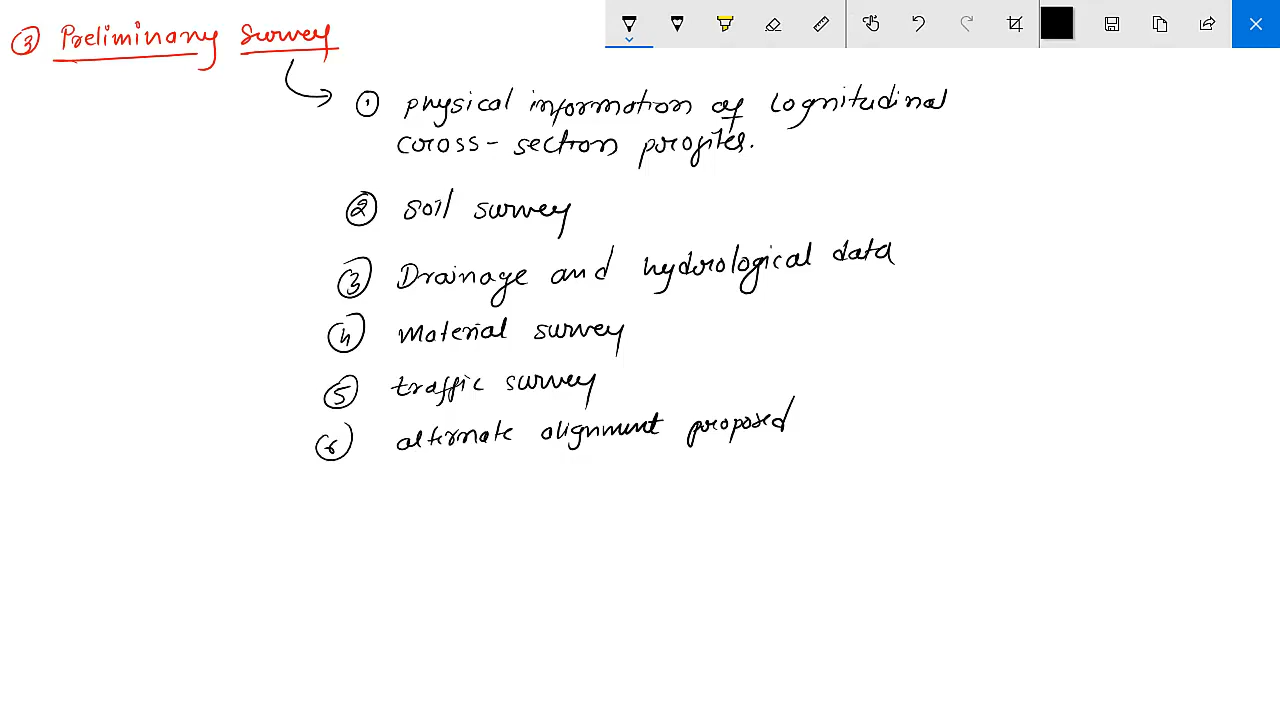 ③ Preliminary Survey
① physical information of lognitudinal
cross-section profiles.
② soil survey
③ Drainage and hydrological data
④ material survey
⑤ traffic survey
⑥ alternate alignment proposed